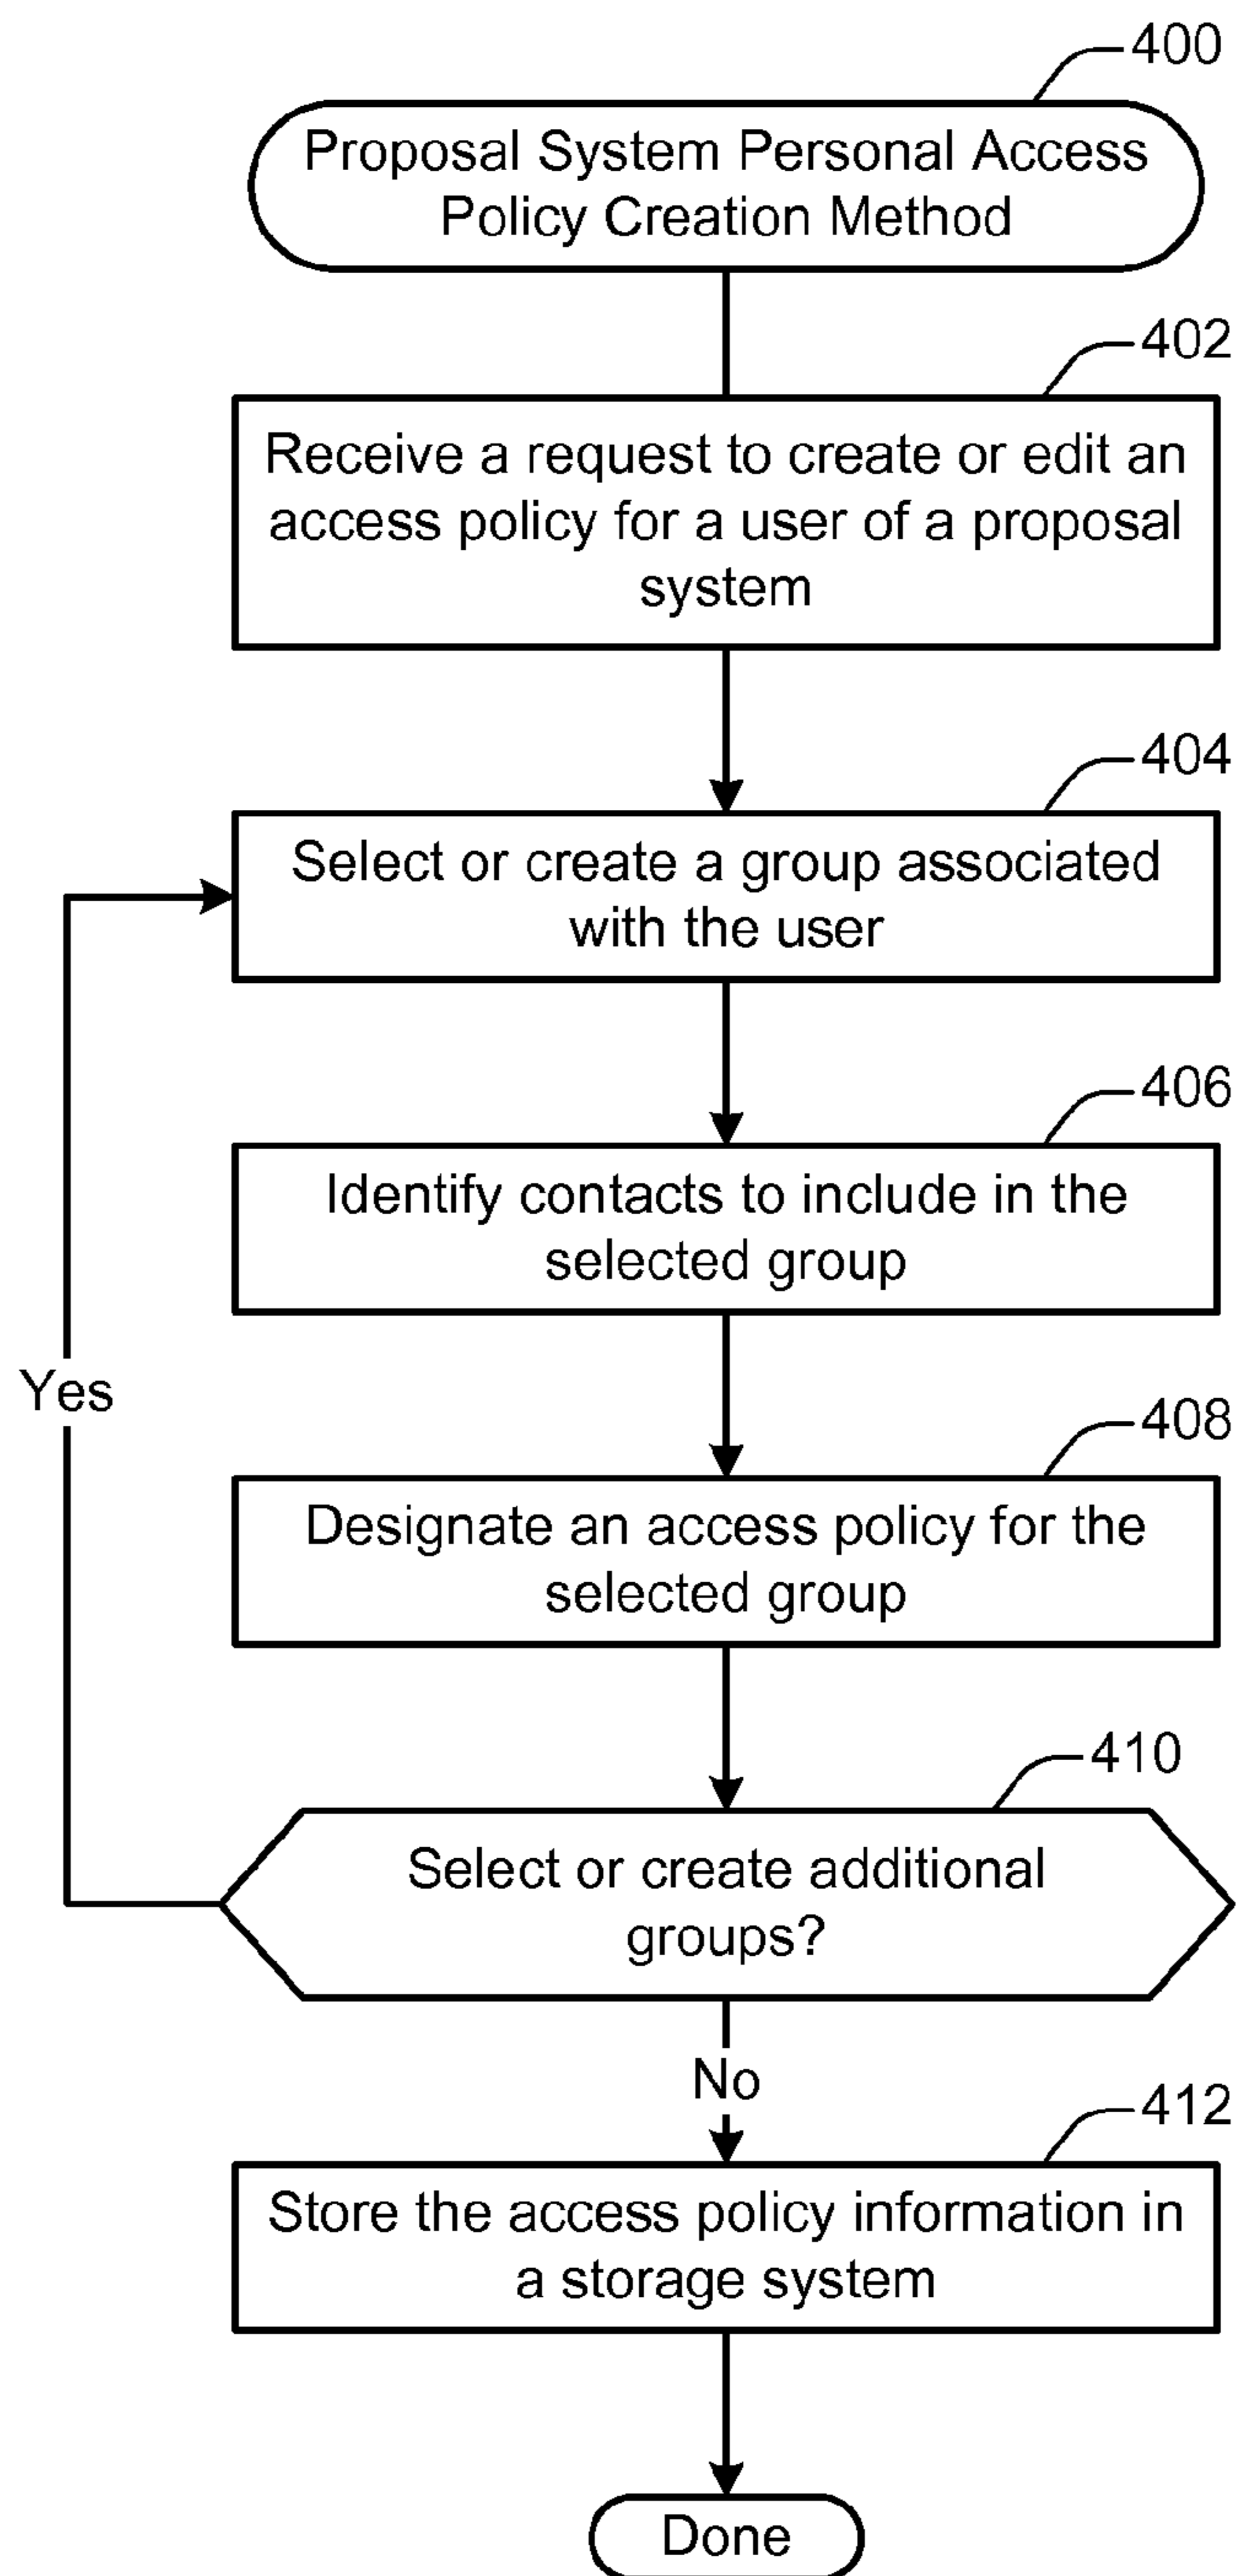 400
Proposal System Personal Access
Policy Creation Method
402
Receive a request to create or edit an
access policy for a user of a proposal
system
404
Select or create a group associated
with the user
406
Identify contacts to include in the
selected group
Yes
408
Designate an access policy for the
selected group
410
Select or create additional
groups?
No
412
Store the access policy information in
a storage system
Done